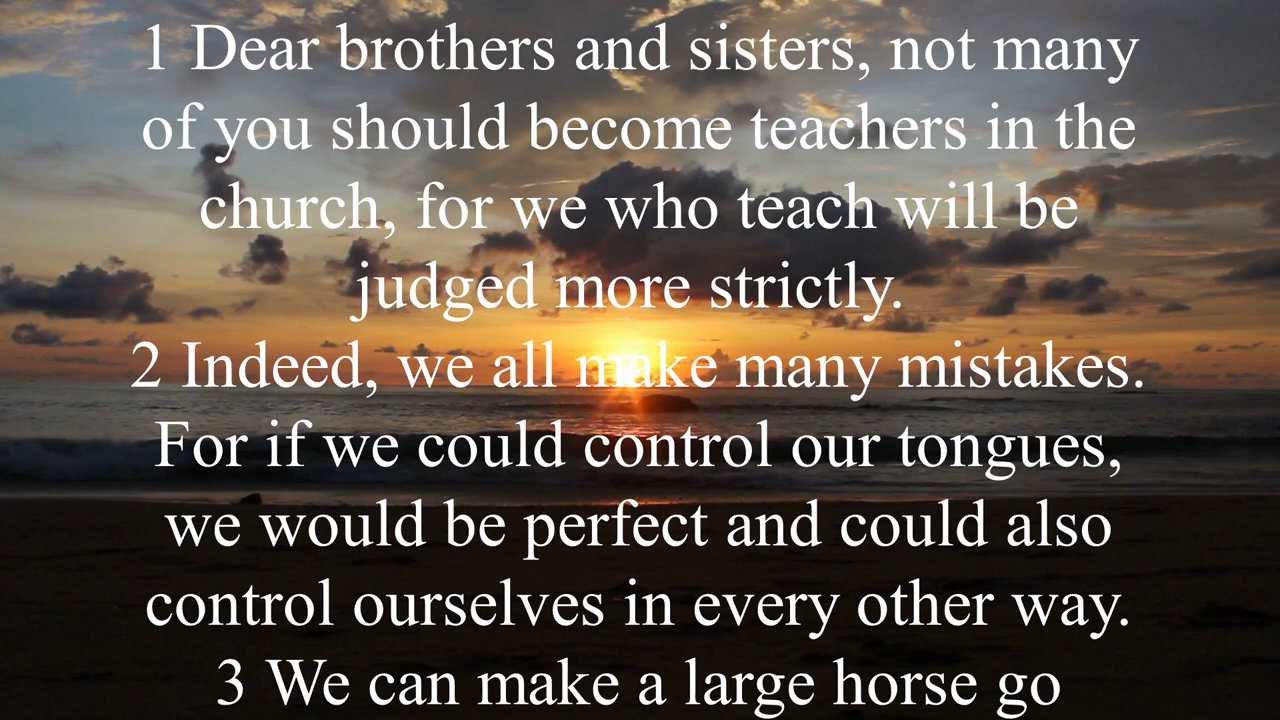 1 Dear brothers and sisters, not many
of you should become teachers in the
church, for we who teach will be
judged more strictly.
2 Indeed, we all make many mistakes.
For if we could control our tongues,
we would be perfect and could also
control ourselves in every other way.
3 We can make a large horse go